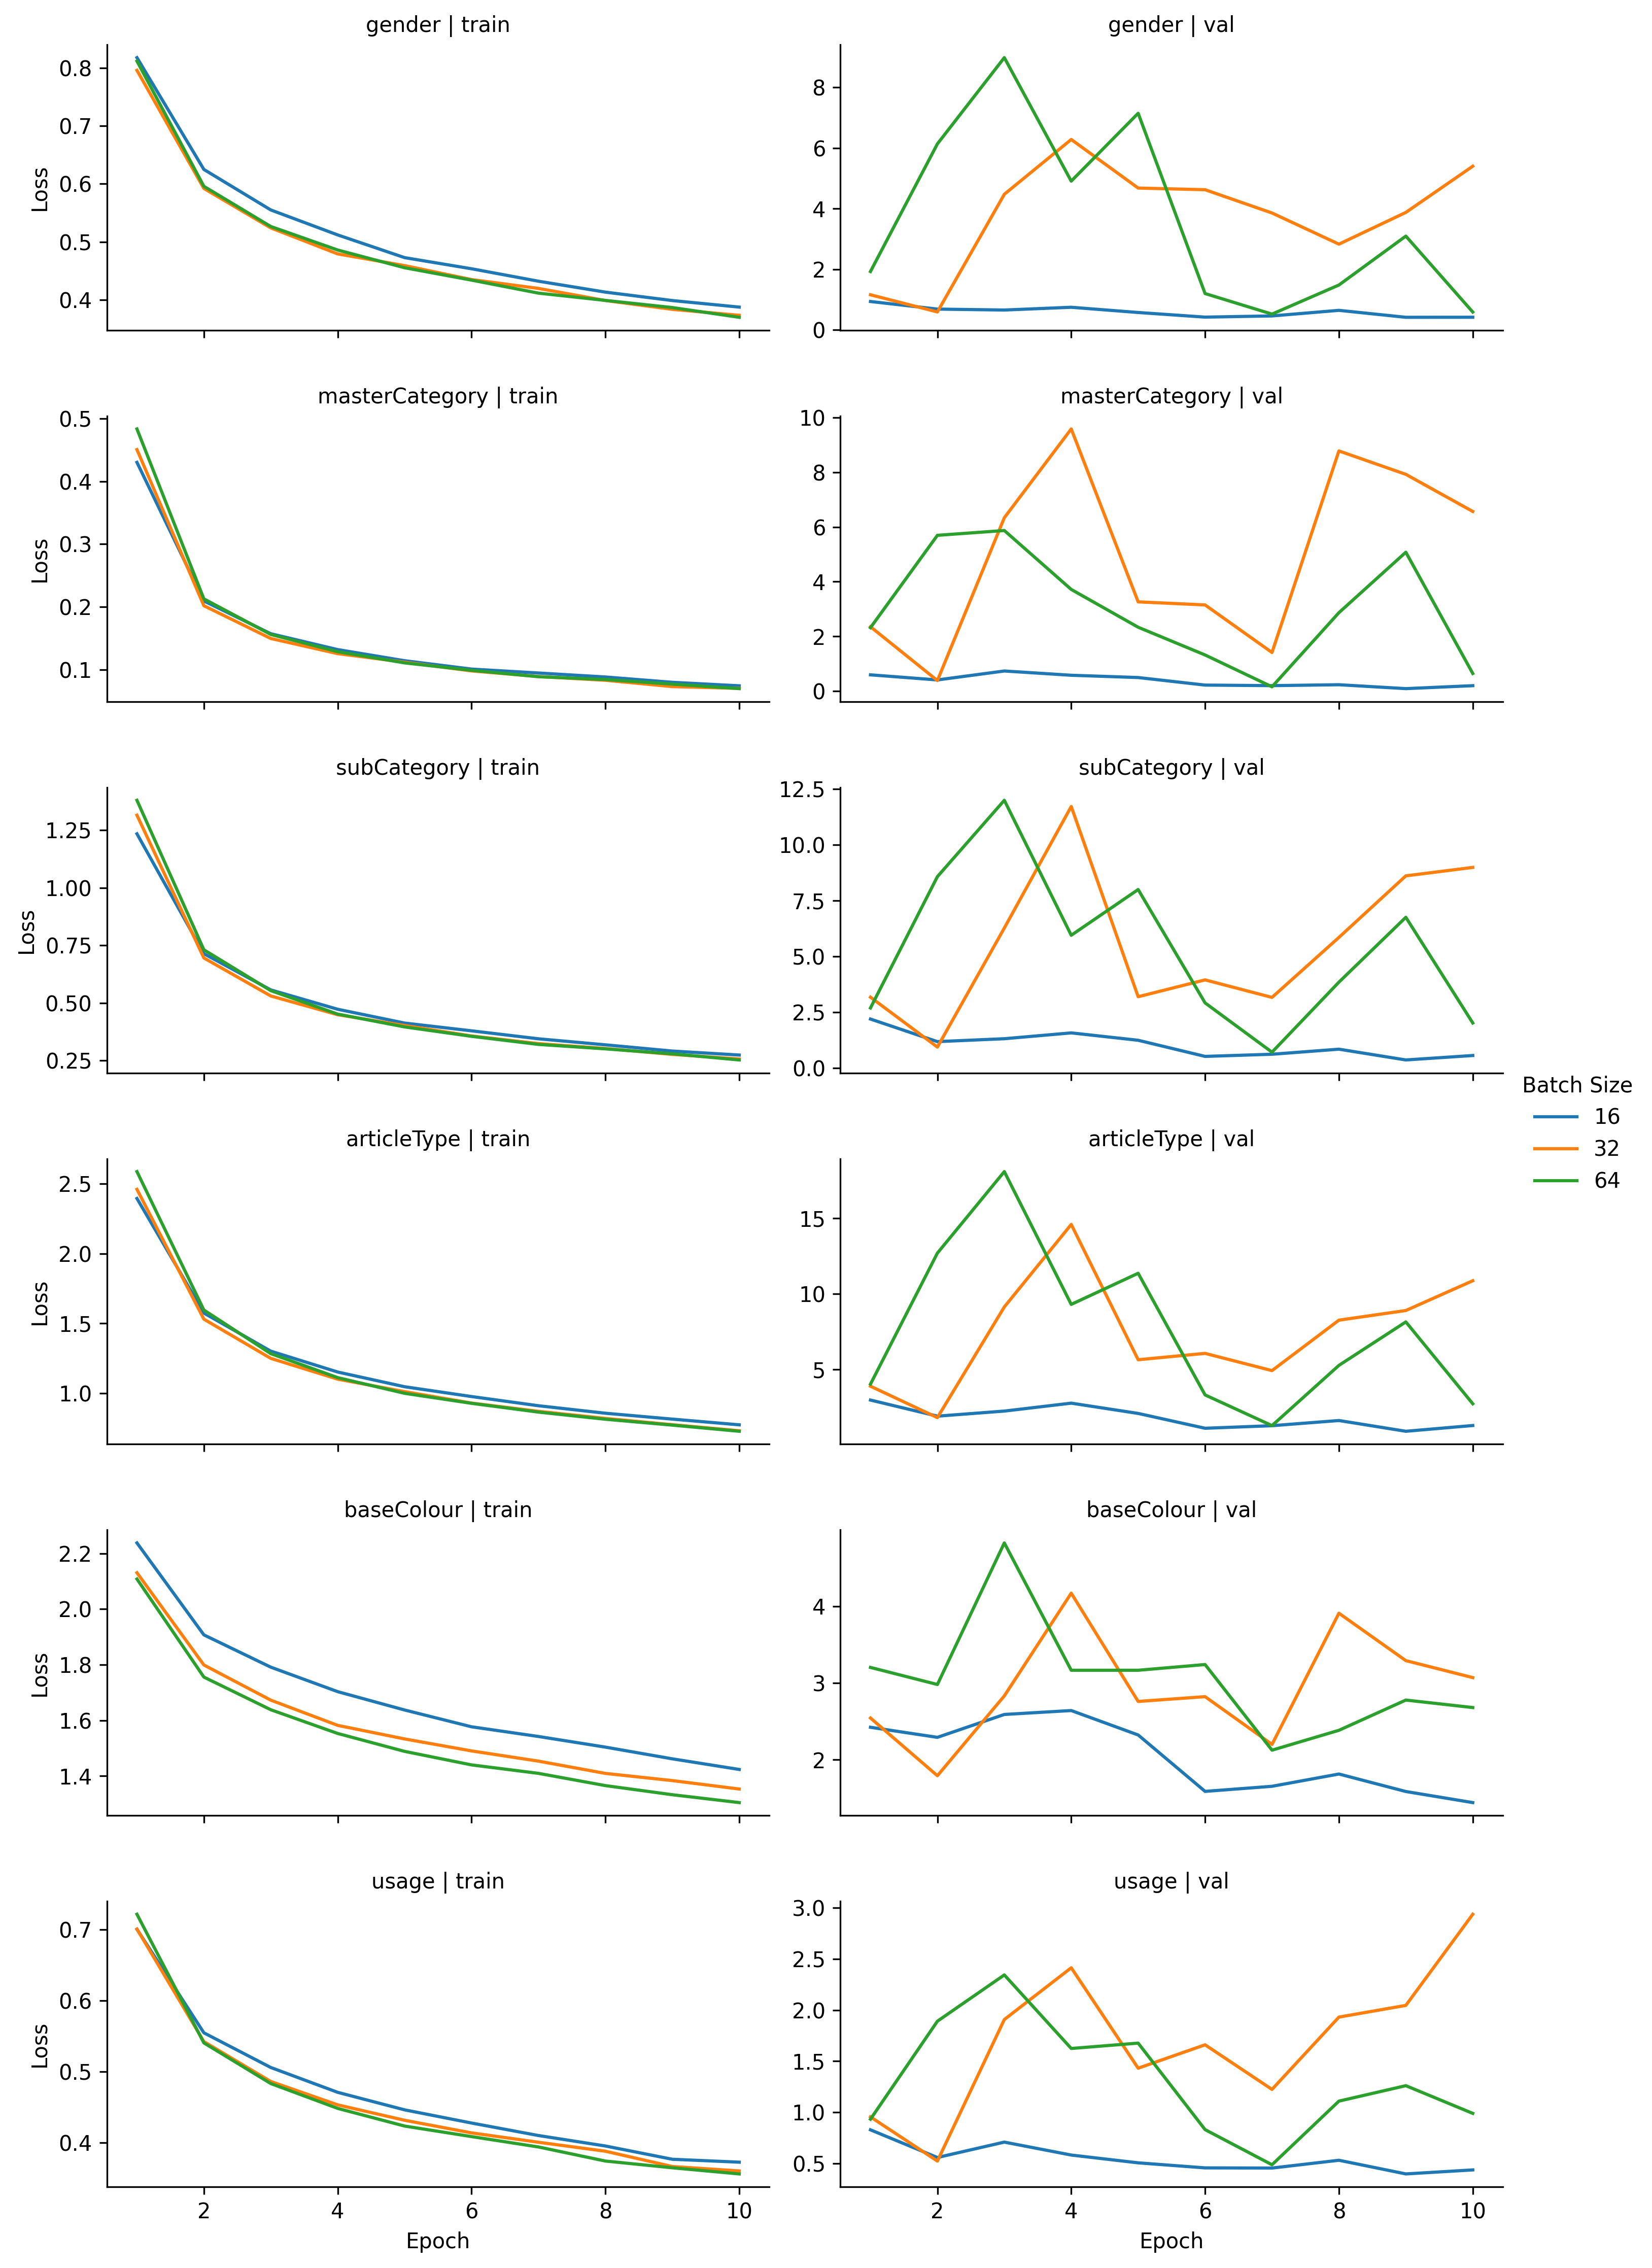 gender | train
gender | val
Loss
0.8
0.7
0.6
0.5
0.4
8
6
4
2
0
masterCategory | train
masterCategory | val
Loss
0.5
0.4
0.3
0.2
0.1
10
8
6
4
2
0
subCategory | train
subCategory | val
Loss
1.25
1.00
0.75
0.50
0.25
12.5
10.0
7.5
5.0
2.5
0.0
Batch Size
16
32
64
articleType | train
articleType | val
Loss
2.5
2.0
1.5
1.0
15
10
5
baseColour | train
baseColour | val
Loss
2.2
2.0
1.8
1.6
1.4
4
3
2
usage | train
usage | val
Loss
0.7
0.6
0.5
0.4
3.0
2.5
2.0
1.5
1.0
0.5
2 4 6 8 10
2 4 6 8 10
Epoch
Epoch